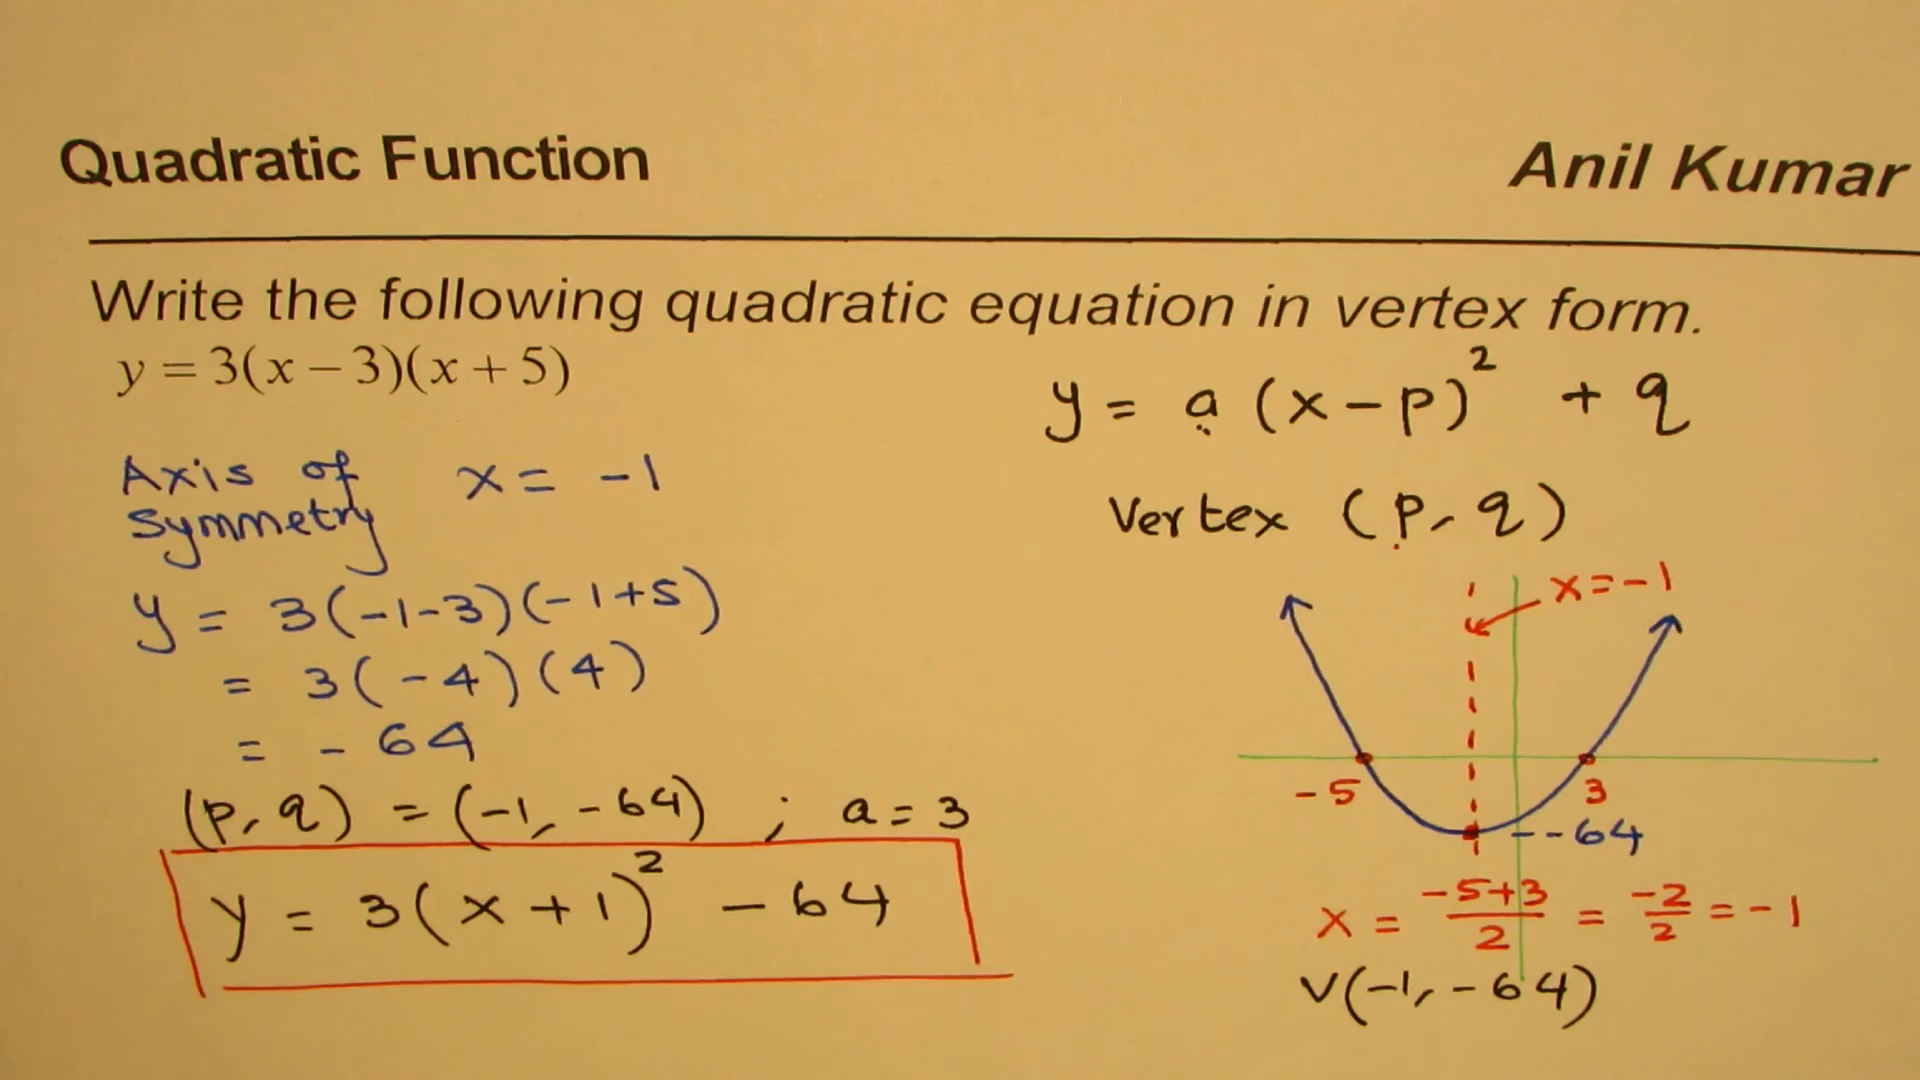 Quadratic Function
Anil Kumar
Write the following quadratic equation in vertex form.
y = 3(x – 3)(x + 5)
y = a (x – p)² + q
Axis of Symmetry x = -1
Vertex (p, q)
y = 3(-1-3)(-1+5)
= 3(-4)(4)
= - 64
(p, q) = (-1, -64) ; a = 3
y = 3(x + 1)² - 64
x = -1
-5
3
-64
x = (-5+3)/2 = -2/2 = -1
V(-1, -64)